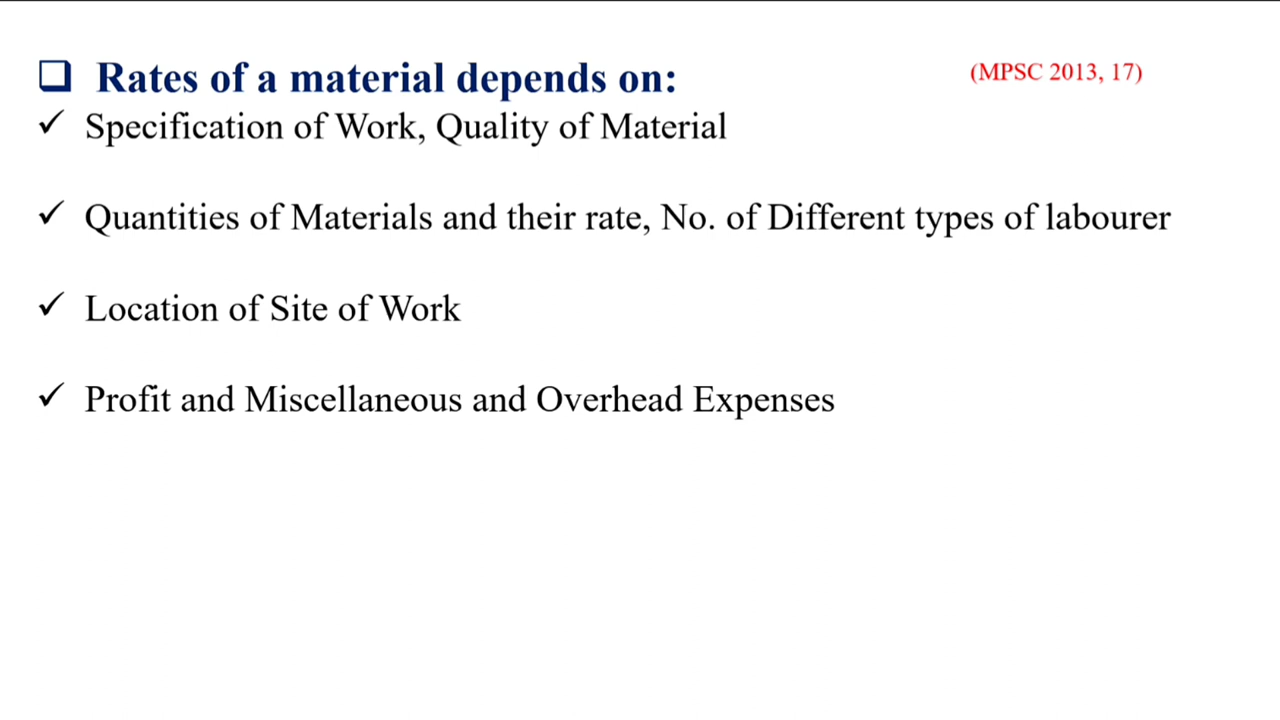 Rates of a material depends on:
(MPSC 2013, 17)
Specification of Work, Quality of Material
Quantities of Materials and their rate, No. of Different types of labourer
Location of Site of Work
Profit and Miscellaneous and Overhead Expenses